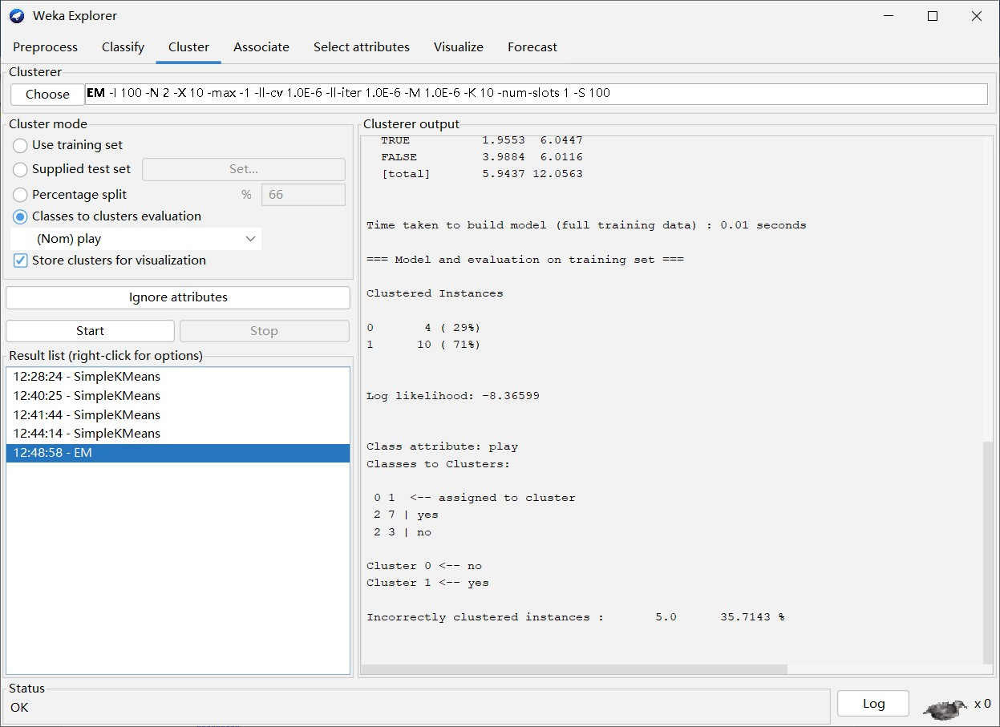 Weka Explorer
Preprocess Classify Cluster Associate Select attributes Visualize Forecast
Clusterer
Choose EM -I 100 -N 2 -X 10 -max -1 -ll-cv 1.0E-6 -ll-iter 1.0E-6 -M 1.0E-6 -K 10 -num-slots 1 -S 100
Cluster mode
Use training set
Supplied test set Set...
Percentage split % 66
Classes to clusters evaluation
(Nom) play
Store clusters for visualization
Ignore attributes
Start Stop
Result list (right-click for options)
12:28:24 - SimpleKMeans
12:40:25 - SimpleKMeans
12:41:44 - SimpleKMeans
12:44:14 - SimpleKMeans
12:48:58 - EM
Clusterer output
TRUE 1.9553 6.0447
FALSE 3.9884 6.0116
[total] 5.9437 12.0563
Time taken to build model (full training data) : 0.01 seconds
=== Model and evaluation on training set ===
Clustered Instances
0 4 ( 29%)
1 10 ( 71%)
Log likelihood: -8.36599
Class attribute: play
Classes to Clusters:
0 1 <-- assigned to cluster
2 7 | yes
2 3 | no
Cluster 0 <-- no
Cluster 1 <-- yes
Incorrectly clustered instances : 5.0 35.7143 %
Status
OK
Log x 0